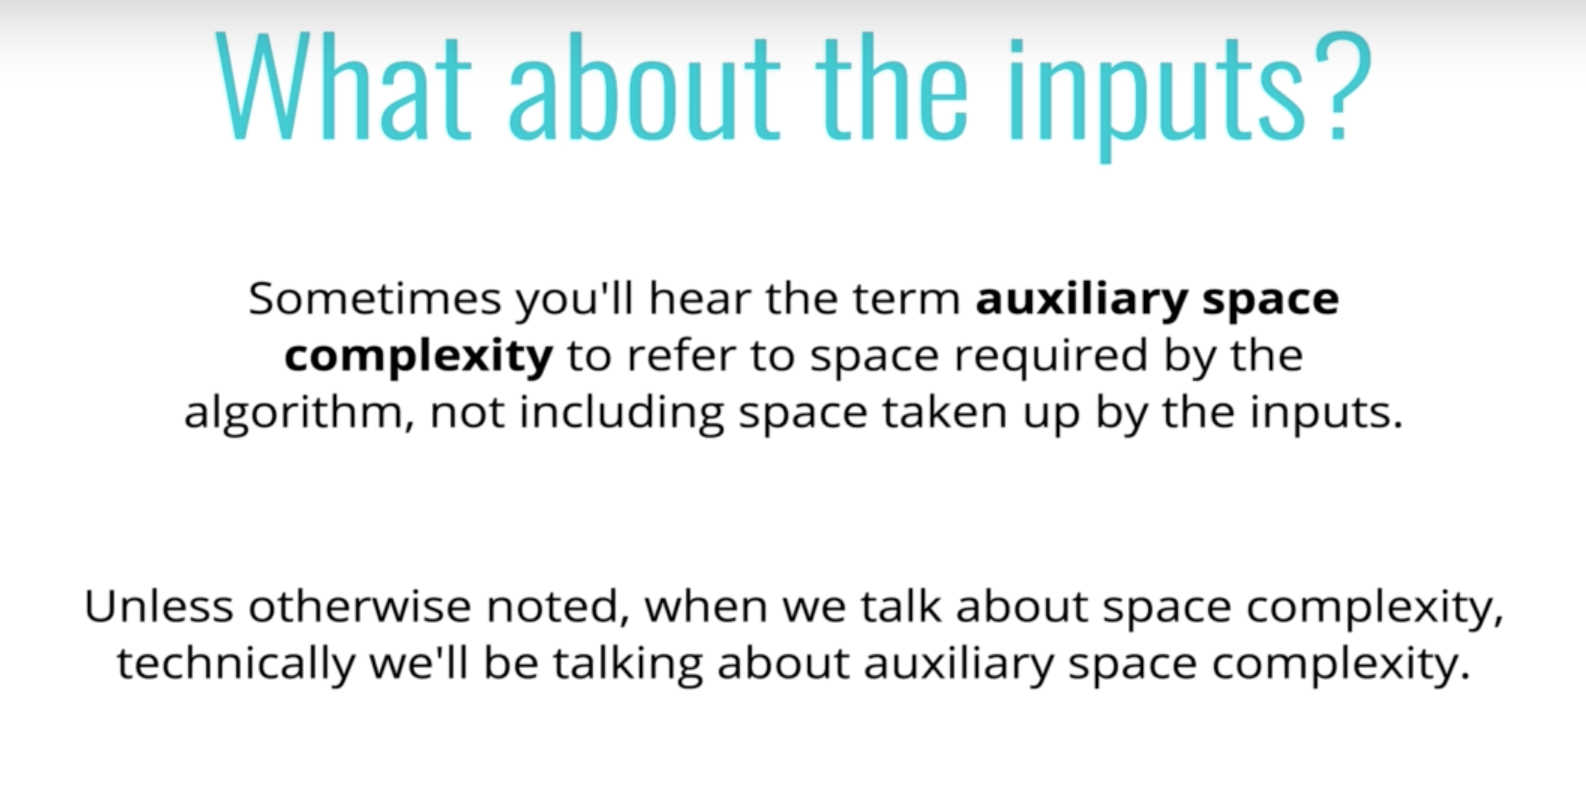 What about the inputs?
Sometimes you'll hear the term auxiliary space
complexity to refer to space required by the
algorithm, not including space taken up by the inputs.
Unless otherwise noted, when we talk about space complexity,
technically we'll be talking about auxiliary space complexity.